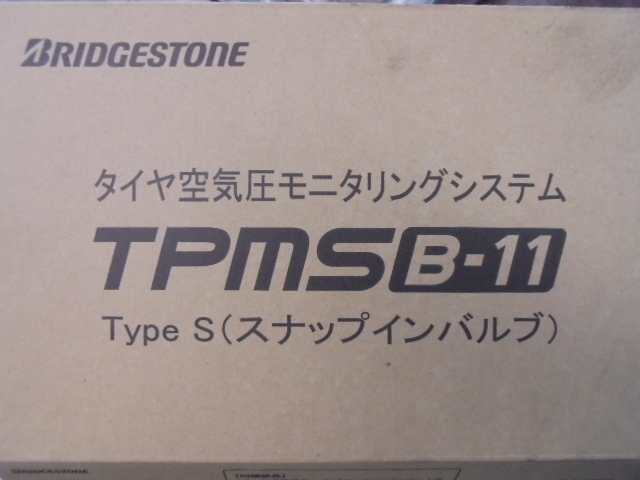 BRIDGESTONE
タイヤ空気圧モニタリングシステム
TPMS B-11
Type S（スナップインバルブ）
BRIDGESTONE